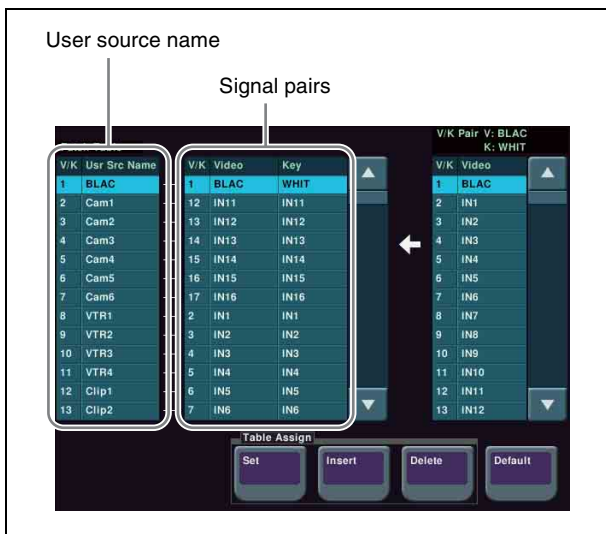 User source name
Signal pairs
V/K Pair V: BLAC
K: WHIT
V/K Usr Src Name V/K Video Key V/K Video
1 BLAC 1 BLAC WHIT 1 BLAC
2 Cam1 12 IN11 IN11 2 IN1
3 Cam2 13 IN12 IN12 3 IN2
4 Cam3 14 IN13 IN13 4 IN3
5 Cam4 15 IN14 IN14 5 IN4
6 Cam5 16 IN15 IN15 6 IN5
7 Cam6 17 IN16 IN16 7 IN6
8 VTR1 2 IN1 IN1 8 IN7
9 VTR2 3 IN2 IN2 9 IN8
10 VTR3 4 IN3 IN3 10 IN9
11 VTR4 5 IN4 IN4 11 IN10
12 Clip1 6 IN5 IN5 12 IN11
13 Clip2 7 IN6 IN6 13 IN12
Table Assign
Set Insert Delete Default